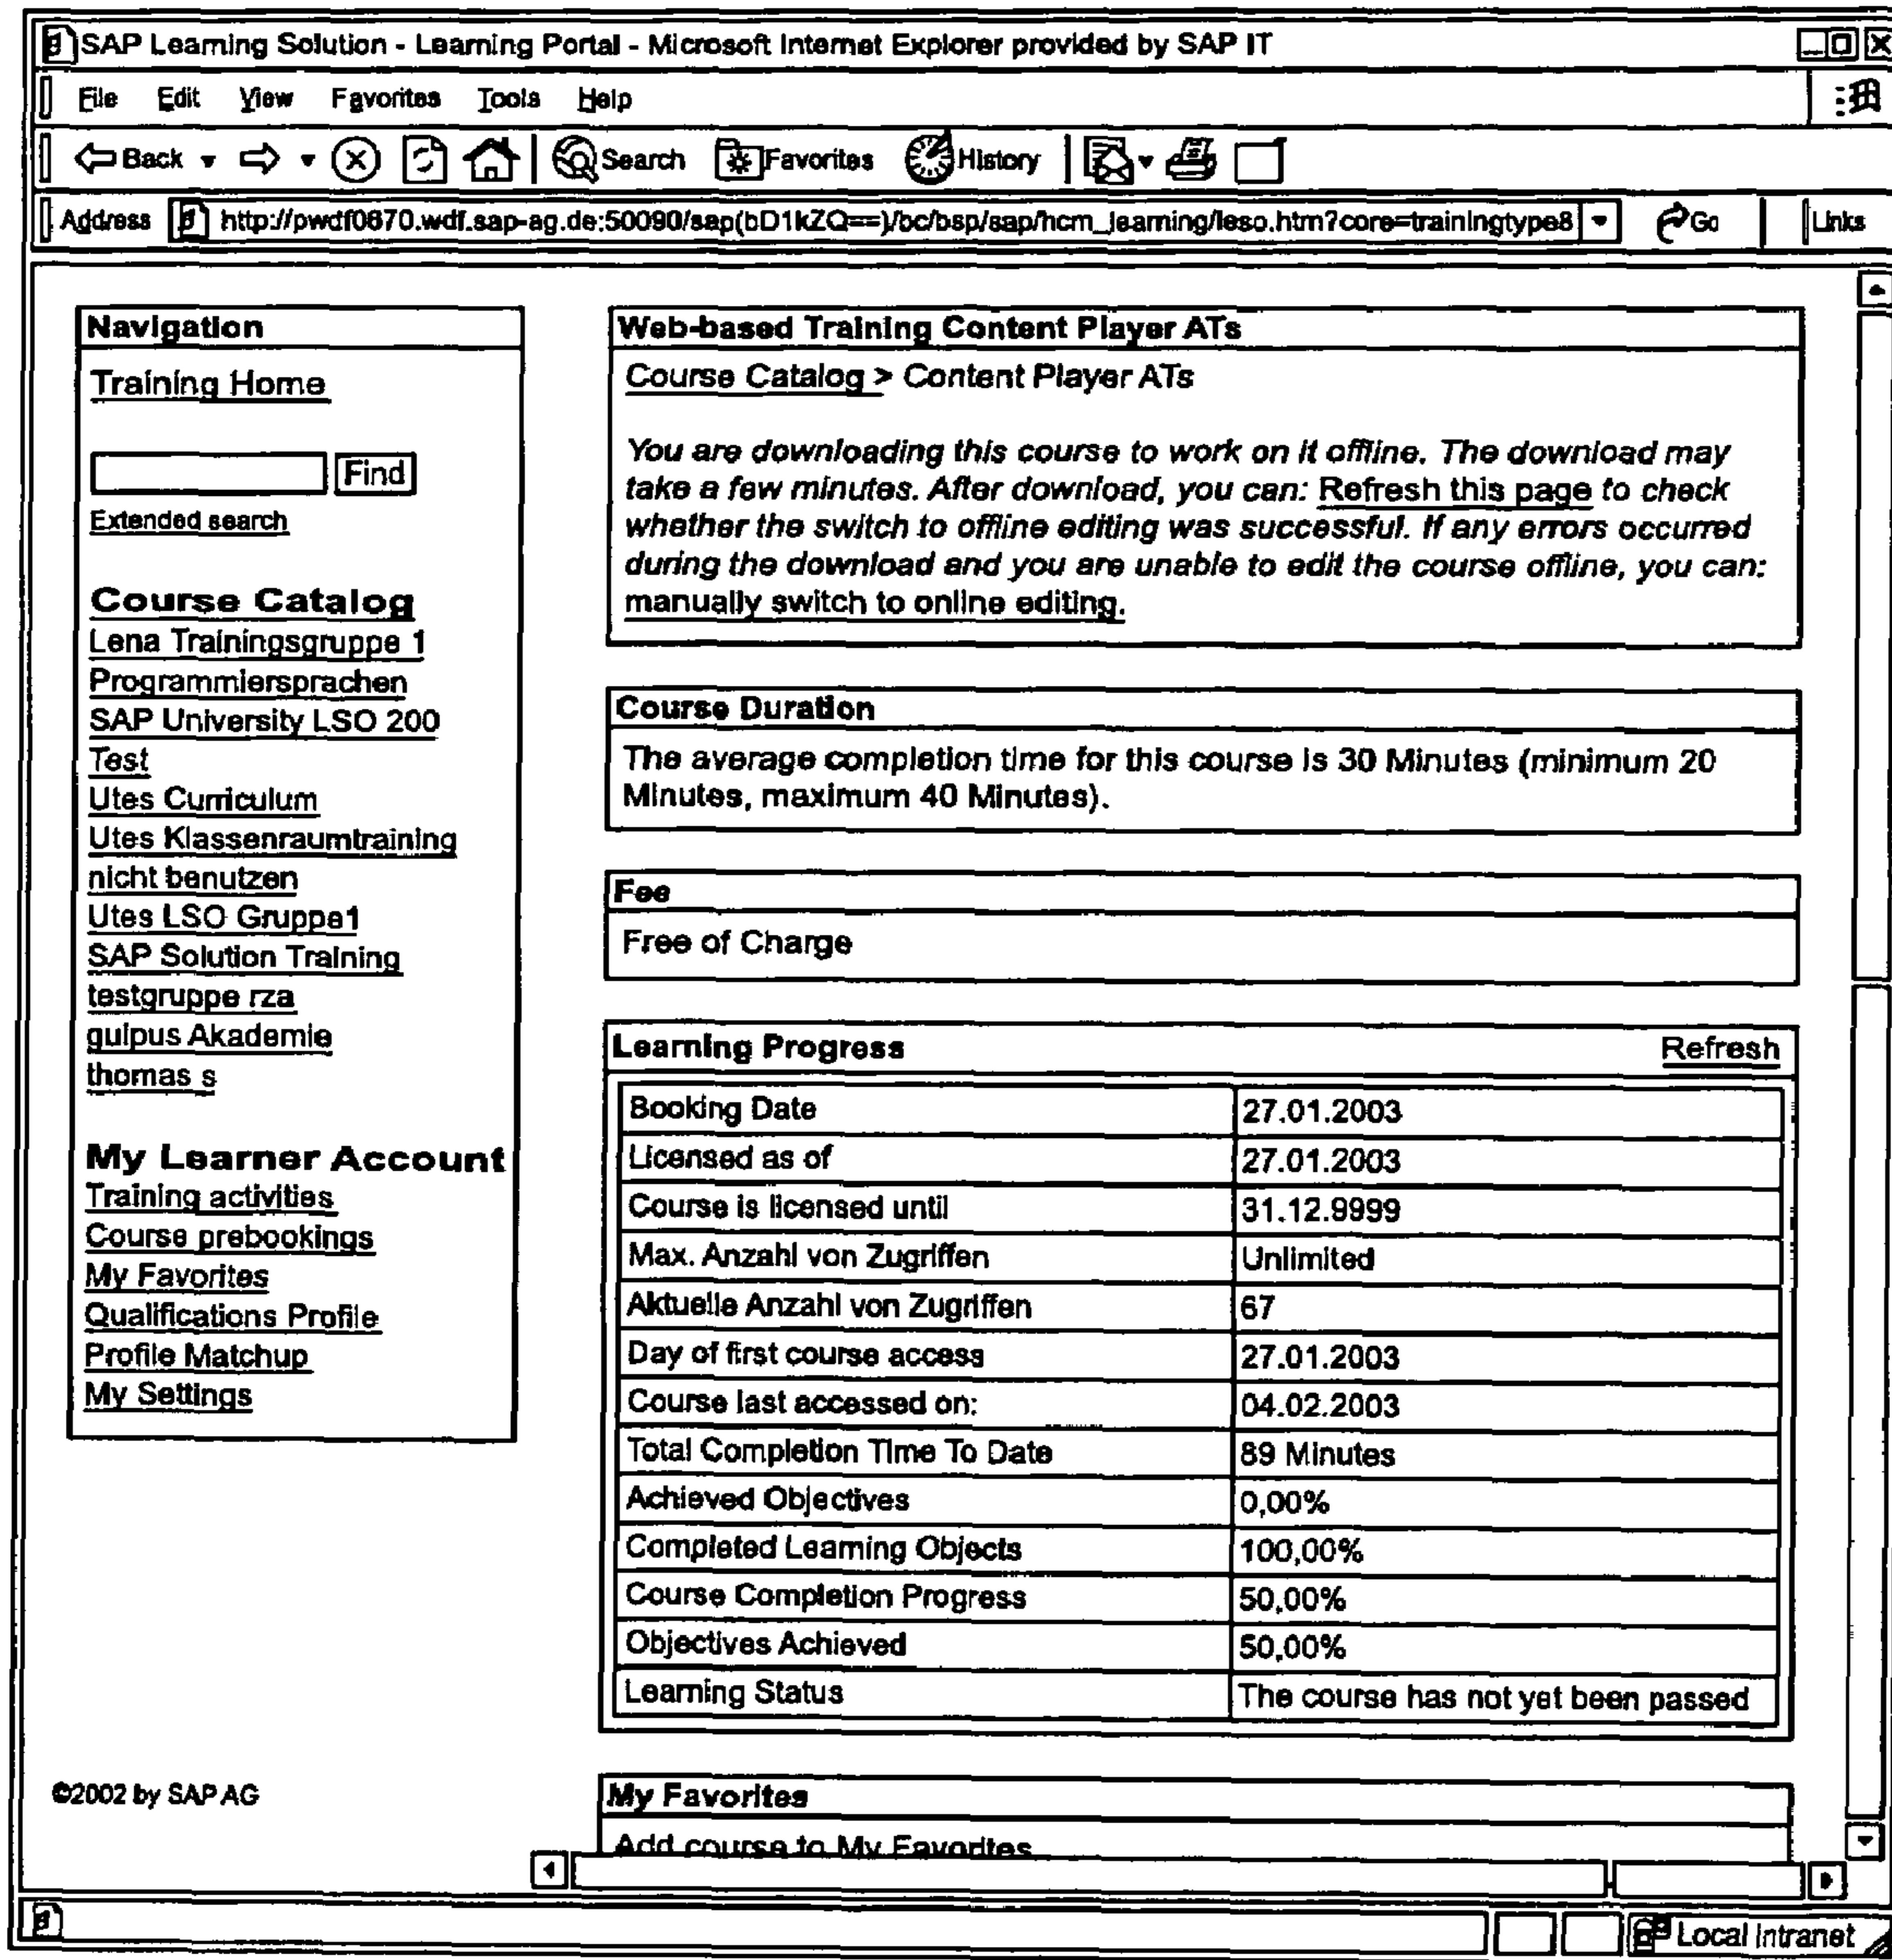 SAP Learning Solution - Learning Portal - Microsoft Internet Explorer provided by SAP IT
File Edit View Favorites Tools Help
Back Search Favorites History
Address http://pwdf0670.wdf.sap-ag.de:50090/sap(bD1kZQ==)/bc/bsp/sap/hcm_learning/leso.htm?core=trainingtype8 Go Links
Navigation
Training Home
Find
Extended search
Course Catalog
Lena Trainingsgruppe 1
Programmiersprachen
SAP University LSO 200
Test
Utes Curriculum
Utes Klassenraumtraining
nicht benutzen
Utes LSO Gruppe1
SAP Solution Training
testgruppe rza
gulpus Akademie
thomas s
My Learner Account
Training activities
Course prebookings
My Favorites
Qualifications Profile
Profile Matchup
My Settings
©2002 by SAP AG
Web-based Training Content Player ATs
Course Catalog > Content Player ATs
You are downloading this course to work on it offline. The download may
take a few minutes. After download, you can: Refresh this page to check
whether the switch to offline editing was successful. If any errors occurred
during the download and you are unable to edit the course offline, you can:
manually switch to online editing.
Course Duration
The average completion time for this course is 30 Minutes (minimum 20
Minutes, maximum 40 Minutes).
Fee
Free of Charge
Learning Progress Refresh
Booking Date 27.01.2003
Licensed as of 27.01.2003
Course is licensed until 31.12.9999
Max. Anzahl von Zugriffen Unlimited
Aktuelle Anzahl von Zugriffen 67
Day of first course access 27.01.2003
Course last accessed on: 04.02.2003
Total Completion Time To Date 89 Minutes
Achieved Objectives 0,00%
Completed Learning Objects 100,00%
Course Completion Progress 50,00%
Objectives Achieved 50,00%
Learning Status The course has not yet been passed
My Favorites
Add course to My Favorites
Local intranet